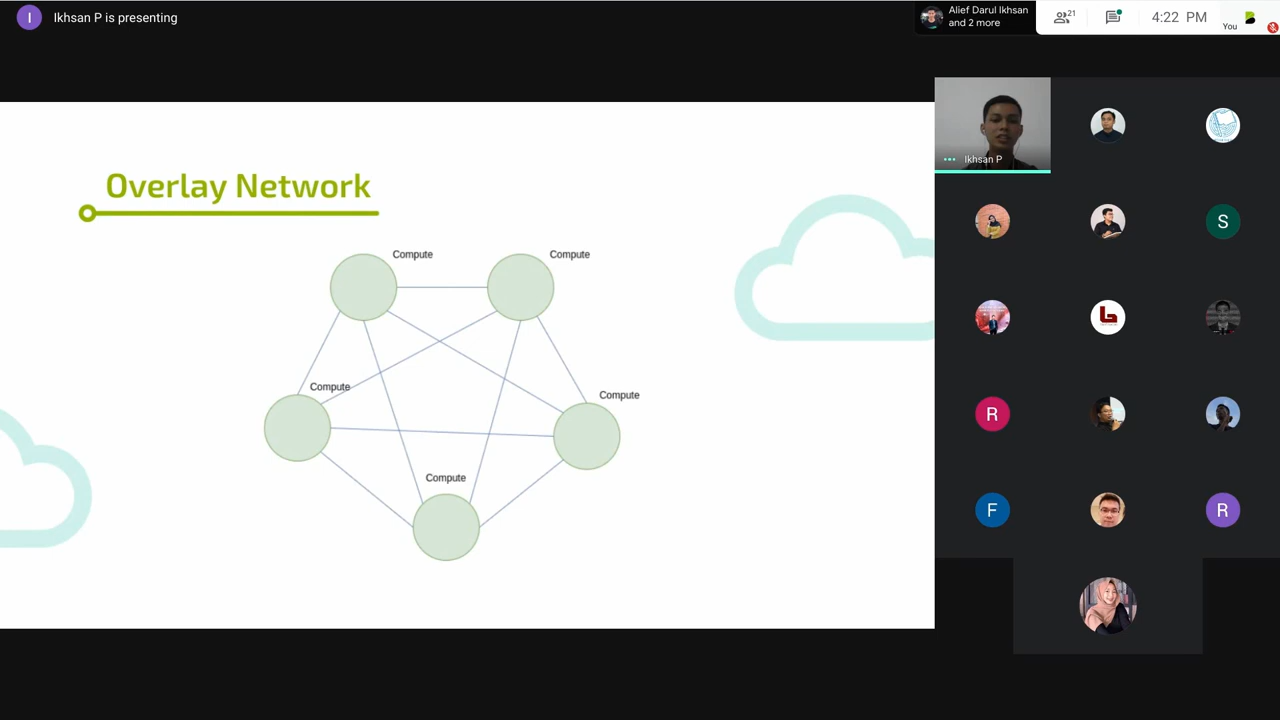 I
Ikhsan P is presenting
Alief Darul Ikhsan
and 2 more
21
4:22 PM
You
Overlay Network
Compute
Compute
Compute
Compute
Compute
Ikhsan P
S
R
F
R